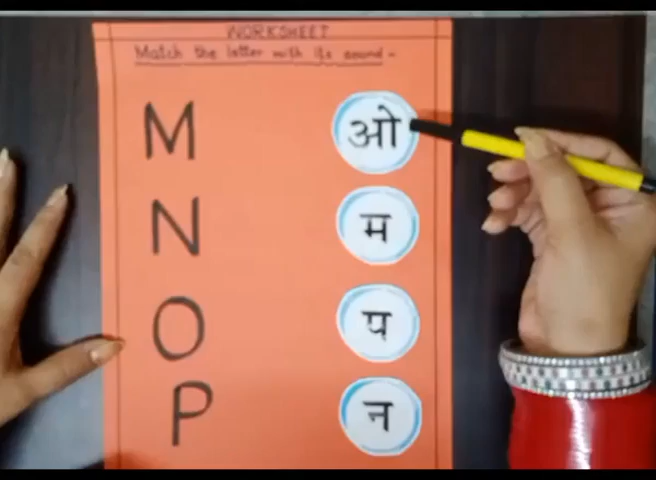 WORKSHEET
Match the letter with its sound -
M ओ
N म
O प
P न